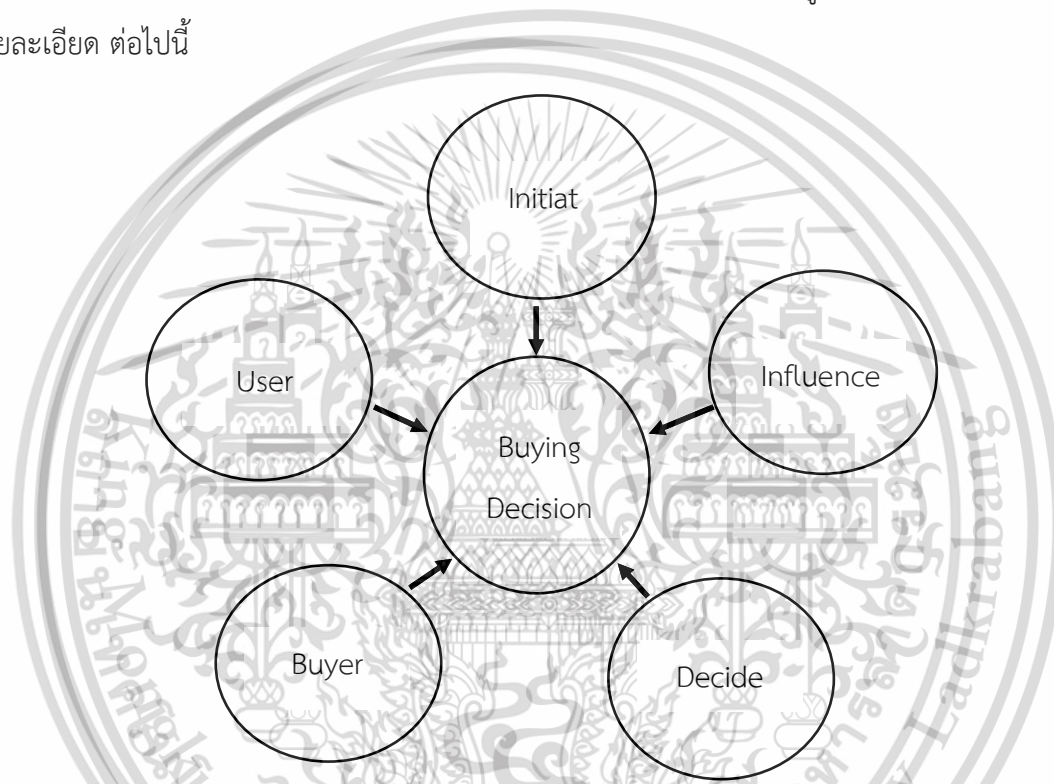 ยละเอียด ต่อไปนี้
Initiat
User
Influence
Buying
Decision
Buyer
Decide
Ladkrabang